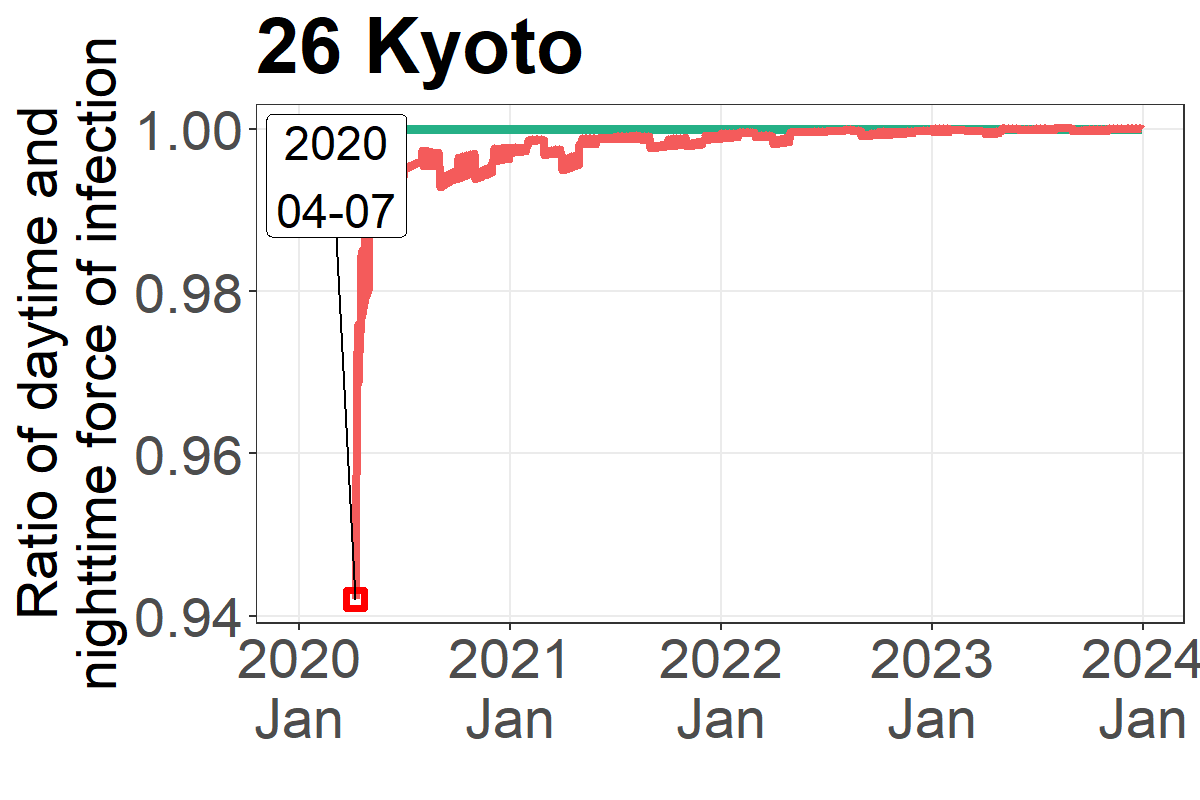 26 Kyoto
Ratio of daytime and
nighttime force of infection
1.00
0.98
0.96
0.94
2020
04-07
2020
Jan
2021
Jan
2022
Jan
2023
Jan
2024
Jan